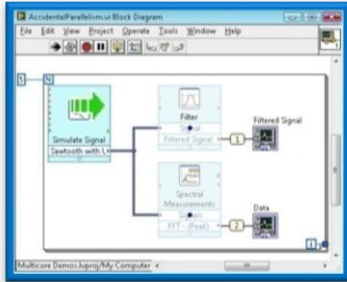 AccidentalParallelism.vi Block Diagram
File Edit View Project Operate Tools Window Help
5
N
Simulate Signal
Sawtooth with U
Filter
Signal
Filtered Signal
1
Filtered Signal
Spectral
Measurements
Signals
FFT - (Peak)
2
Data
i
Multicore Demos.lvproj/My Computer